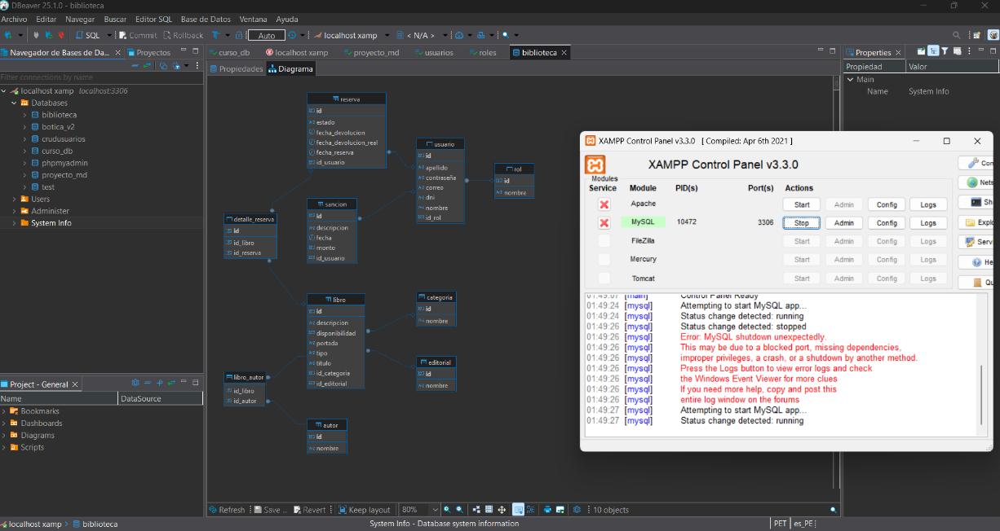 DBeaver 25.1.0 - biblioteca
Archivo Editar Navegar Buscar Editor SQL Base de Datos Ventana Ayuda
SQL Commit Rollback Auto localhost xamp < N/A >
Navegador de Bases de Da... Proyectos
curso_db localhost xamp proyecto_md usuarios roles biblioteca
Properties
Propiedades Diagrama
Propiedad Valor
Main
Name System Info
Filter connections by name
localhost xamp localhost:3306
Databases
biblioteca
botica_v2
crudusuarios
curso_db
phpmyadmin
proyecto_md
test
Users
Administer
System Info
Project - General
Name DataSource
Bookmarks
Dashboards
Diagrams
Scripts
reserva
id
estado
fecha_devolucion
fecha_devolucion_real
fecha_reserva
id_usuario
usuario
id
apellido
contraseña
correo
dni
nombre
id_rol
rol
id
nombre
sancion
id
descripcion
fecha
monto
id_usuario
detalle_reserva
id
id_libro
id_reserva
libro
id
descripcion
disponibilidad
portada
tipo
titulo
id_categoria
id_editorial
categoria
id
nombre
editorial
id
nombre
libro_autor
id_libro
id_autor
autor
id
nombre
XAMPP Control Panel v3.3.0 [ Compiled: Apr 6th 2021 ]
XAMPP Control Panel v3.3.0
Modules
Service Module PID(s) Port(s) Actions
Apache Start Admin Config Logs
MySQL 10472 3306 Stop Admin Config Logs
FileZilla Start Admin Config Logs
Mercury Start Admin Config Logs
Tomcat Start Admin Config Logs
Con
Nets
She
Explo
Servi
He
Qu
01:49:07 [main] Control Panel Ready
01:49:24 [mysql] Attempting to start MySQL app...
01:49:24 [mysql] Status change detected: running
01:49:26 [mysql] Status change detected: stopped
01:49:26 [mysql] Error: MySQL shutdown unexpectedly.
01:49:26 [mysql] This may be due to a blocked port, missing dependencies,
01:49:26 [mysql] improper privileges, a crash, or a shutdown by another method.
01:49:26 [mysql] Press the Logs button to view error logs and check
01:49:26 [mysql] the Windows Event Viewer for more clues
01:49:26 [mysql] If you need more help, copy and post this
01:49:26 [mysql] entire log window on the forums
01:49:27 [mysql] Attempting to start MySQL app...
01:49:27 [mysql] Status change detected: running
Refresh Save ... Revert Keep layout 80% 10 objects
localhost xamp biblioteca System Info - Database system information PET es_PE